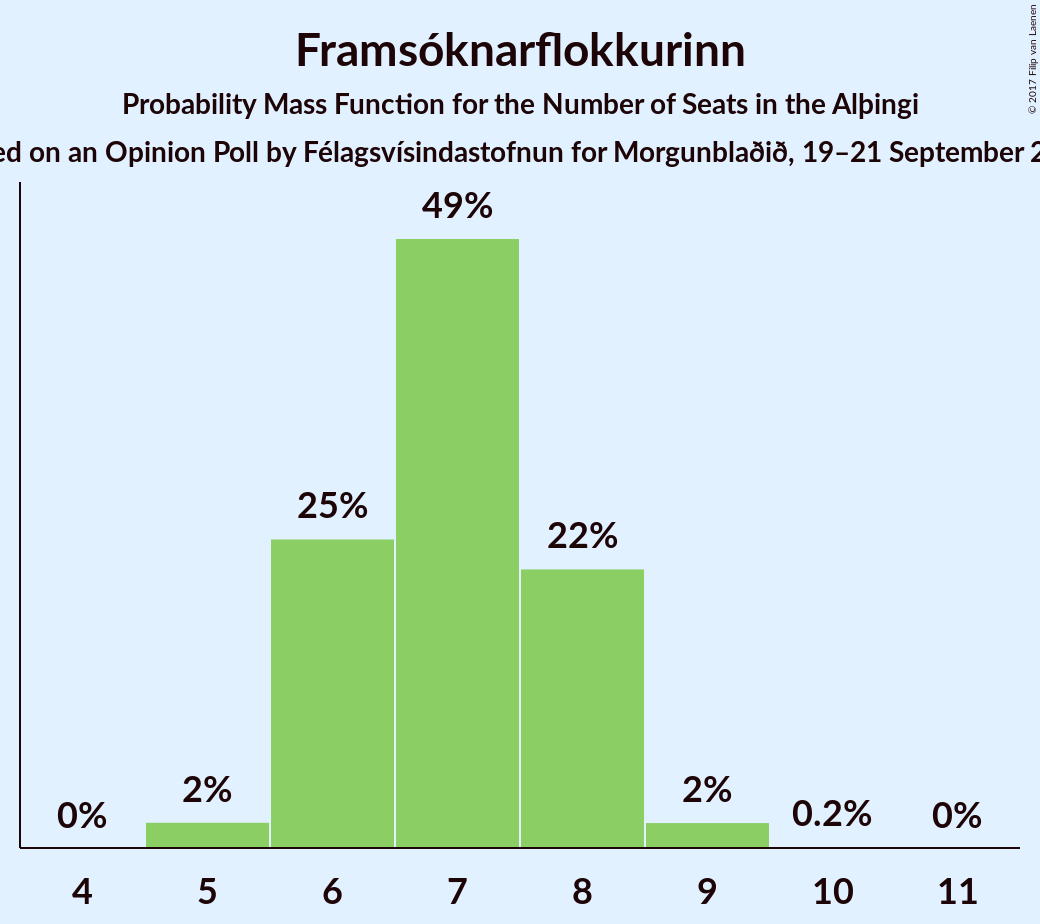 Framsóknarflokkurinn
Probability Mass Function for the Number of Seats in the Alþingi
on an Opinion Poll by Félagsvísindastofnun for Morgunblaðið, 19–21 September
© 2017 Filip van Laenen
49%
25%
22%
2%
2%
0%
0.2%
0%
4 5 6 7 8 9 10 11